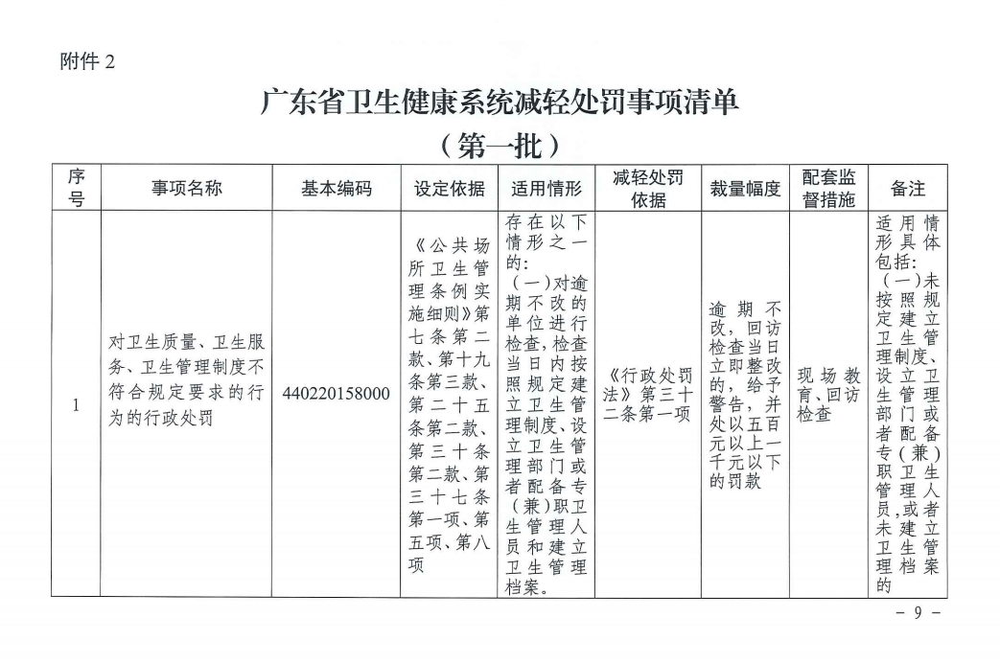 附件 2
广东省卫生健康系统减轻处罚事项清单
（第一批）
序
号
事项名称
基本编码
设定依据
适用情形
减轻处罚
依据
裁量幅度
配套监
督措施
备注
1
对卫生质量、卫生服
务、卫生管理制度不
符合规定要求的行
为的行政处罚
440220158000
《公共场
所卫生管
理条例实
施细则》第
七条第二
款、第十九
条第三款、
第二十五
条第二款、
第三十条
第二款、第
三十七条
第一项、第
五项、第八
项
存在以下
情形之一
的：
（一）对逾
期不改的
单位进行
检查，检查
当日内按
照规定建
立卫生管
理制度、设
立卫生管
理部门或
者配备专
（兼）职卫
生管理人
员和建立
卫生管理
档案。
《行政处罚
法》第三十
二条第一项
逾期不
改，回访
检查当日
立即整改
的，给予
警告，并
处以五百
元以上一
千元以下
的罚款
现场教
育、回访
检查
适用情
形具体
包括：
（一）未
按照规
定建立
卫生管
理制度、
设立卫
生管理
部门或
者配备
专（兼）
职卫生
管理人
员,或者
未建立
卫生管
理档案
的
－ 9 －